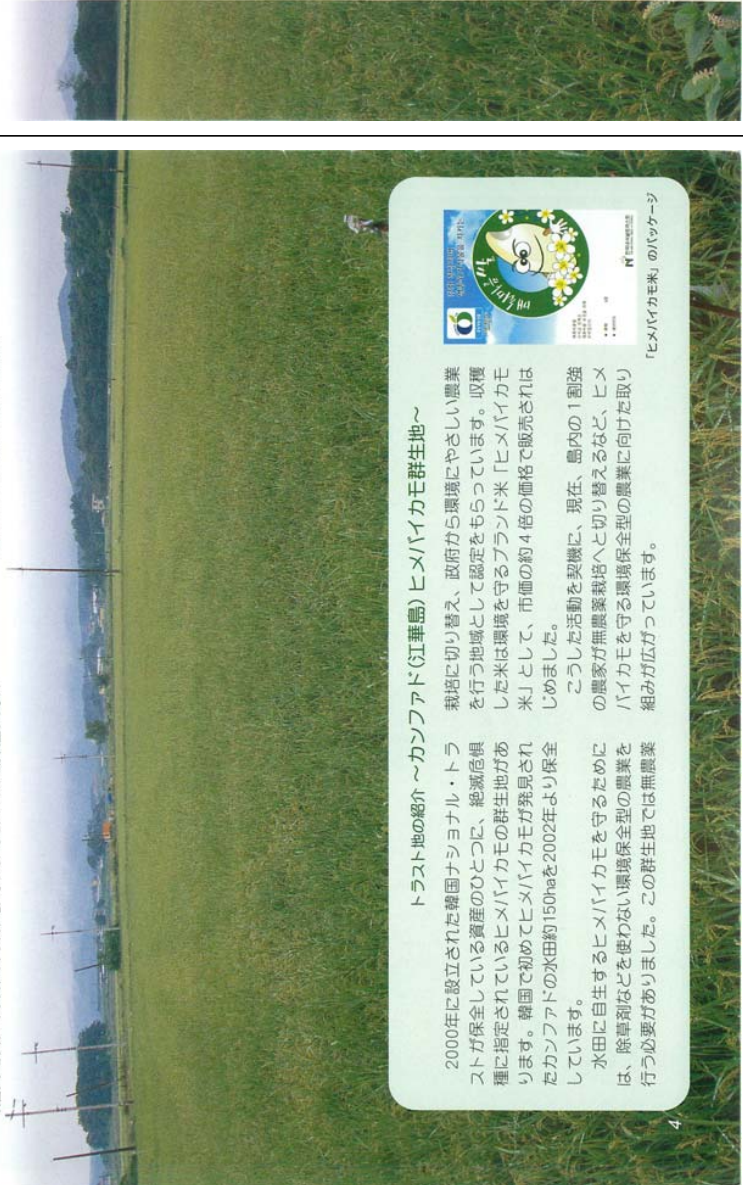 トラスト地の紹介 ～カンファド(江華島)ヒメバイカモ群生地～
2000年に設立された韓国ナショナル・トラ
ストが保全している資産のひとつに、絶滅危惧
種に指定されているヒメバイカモの群生地があ
ります。韓国で初めてヒメバイカモが発見され
たカンファドの水田約150haを2002年より保全
しています。
水田に自生するヒメバイカモを守るために
は、除草剤などを使わない環境保全型の農業を
行う必要がありました。この群生地では無農薬
栽培に切り替え、政府から環境にやさしい農業
を行う地域として認定をもらっています。収穫
した米は環境を守るブランド米「ヒメバイカモ
米」として、市価の約4倍の価格で販売されは
じめました。
こうした活動を契機に、現在、島内の1割強
の農家が無農薬栽培へと切り替えるなど、ヒメ
バイカモを守る環境保全型の農業に向けた取り
組みが広がっています。
매화마름쌀
「ヒメバイカモ米」のパッケージ
4